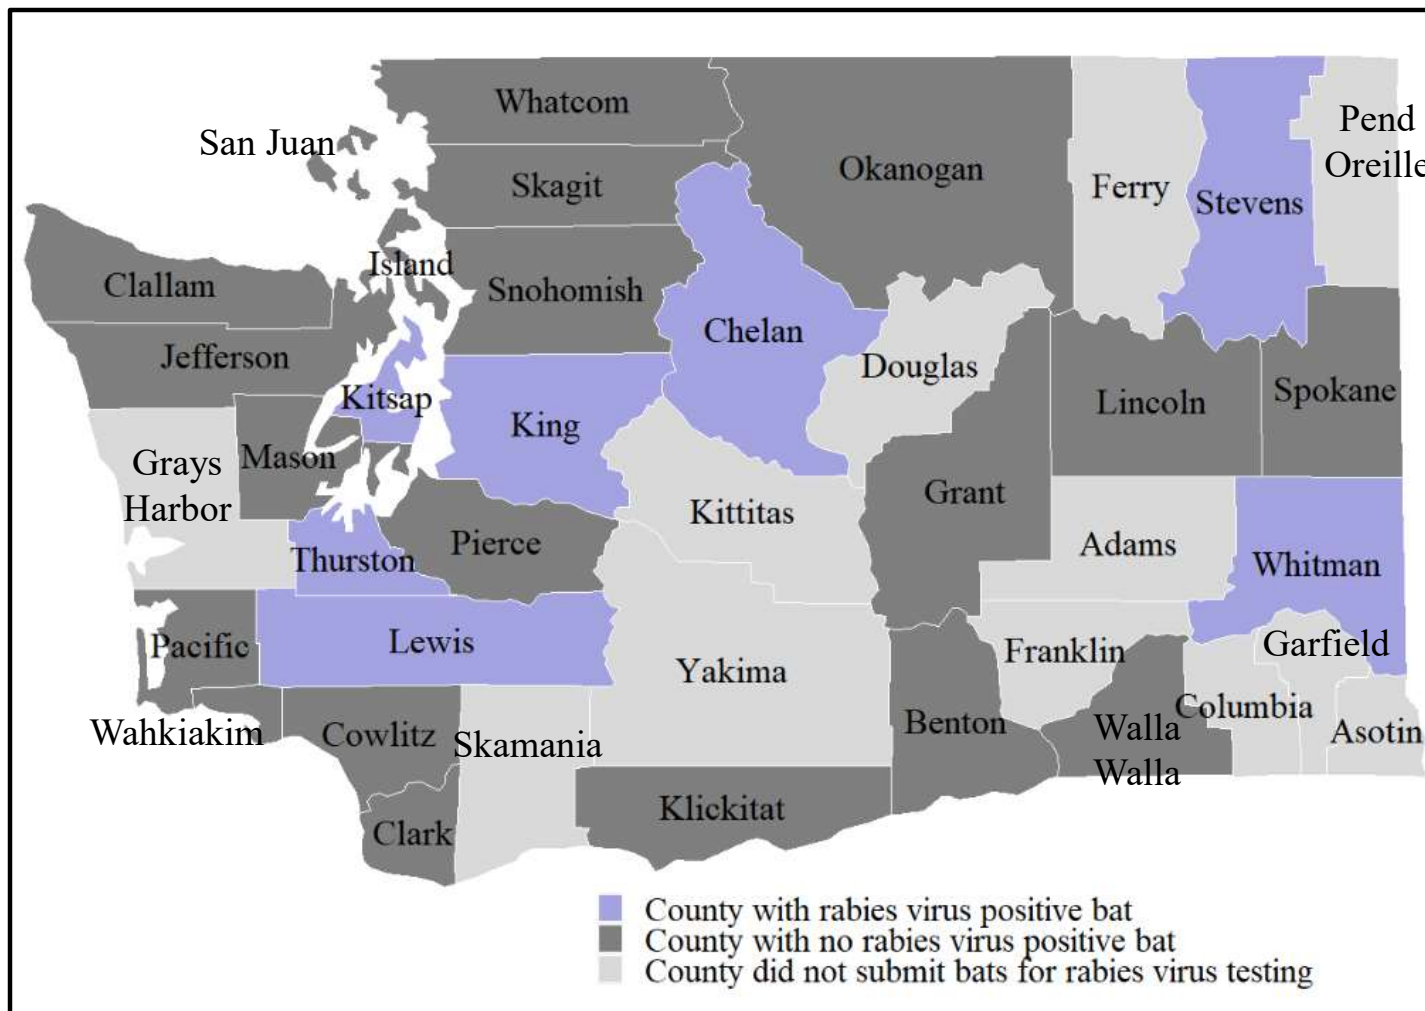 Whatcom
San Juan
Pend
Oreille
Okanogan
Skagit
Ferry
Stevens
Island
Clallam
Snohomish
Chelan
Jefferson
Douglas
Kitsap
Lincoln
Spokane
King
Mason
Grays
Harbor
Grant
Kittitas
Pierce
Adams
Thurston
Whitman
Lewis
Pacific
Franklin
Garfield
Yakima
Columbia
Wahkiakim
Cowlitz
Skamania
Benton
Walla
Walla
Asotin
Klickitat
Clark
County with rabies virus positive bat
County with no rabies virus positive bat
County did not submit bats for rabies virus testing